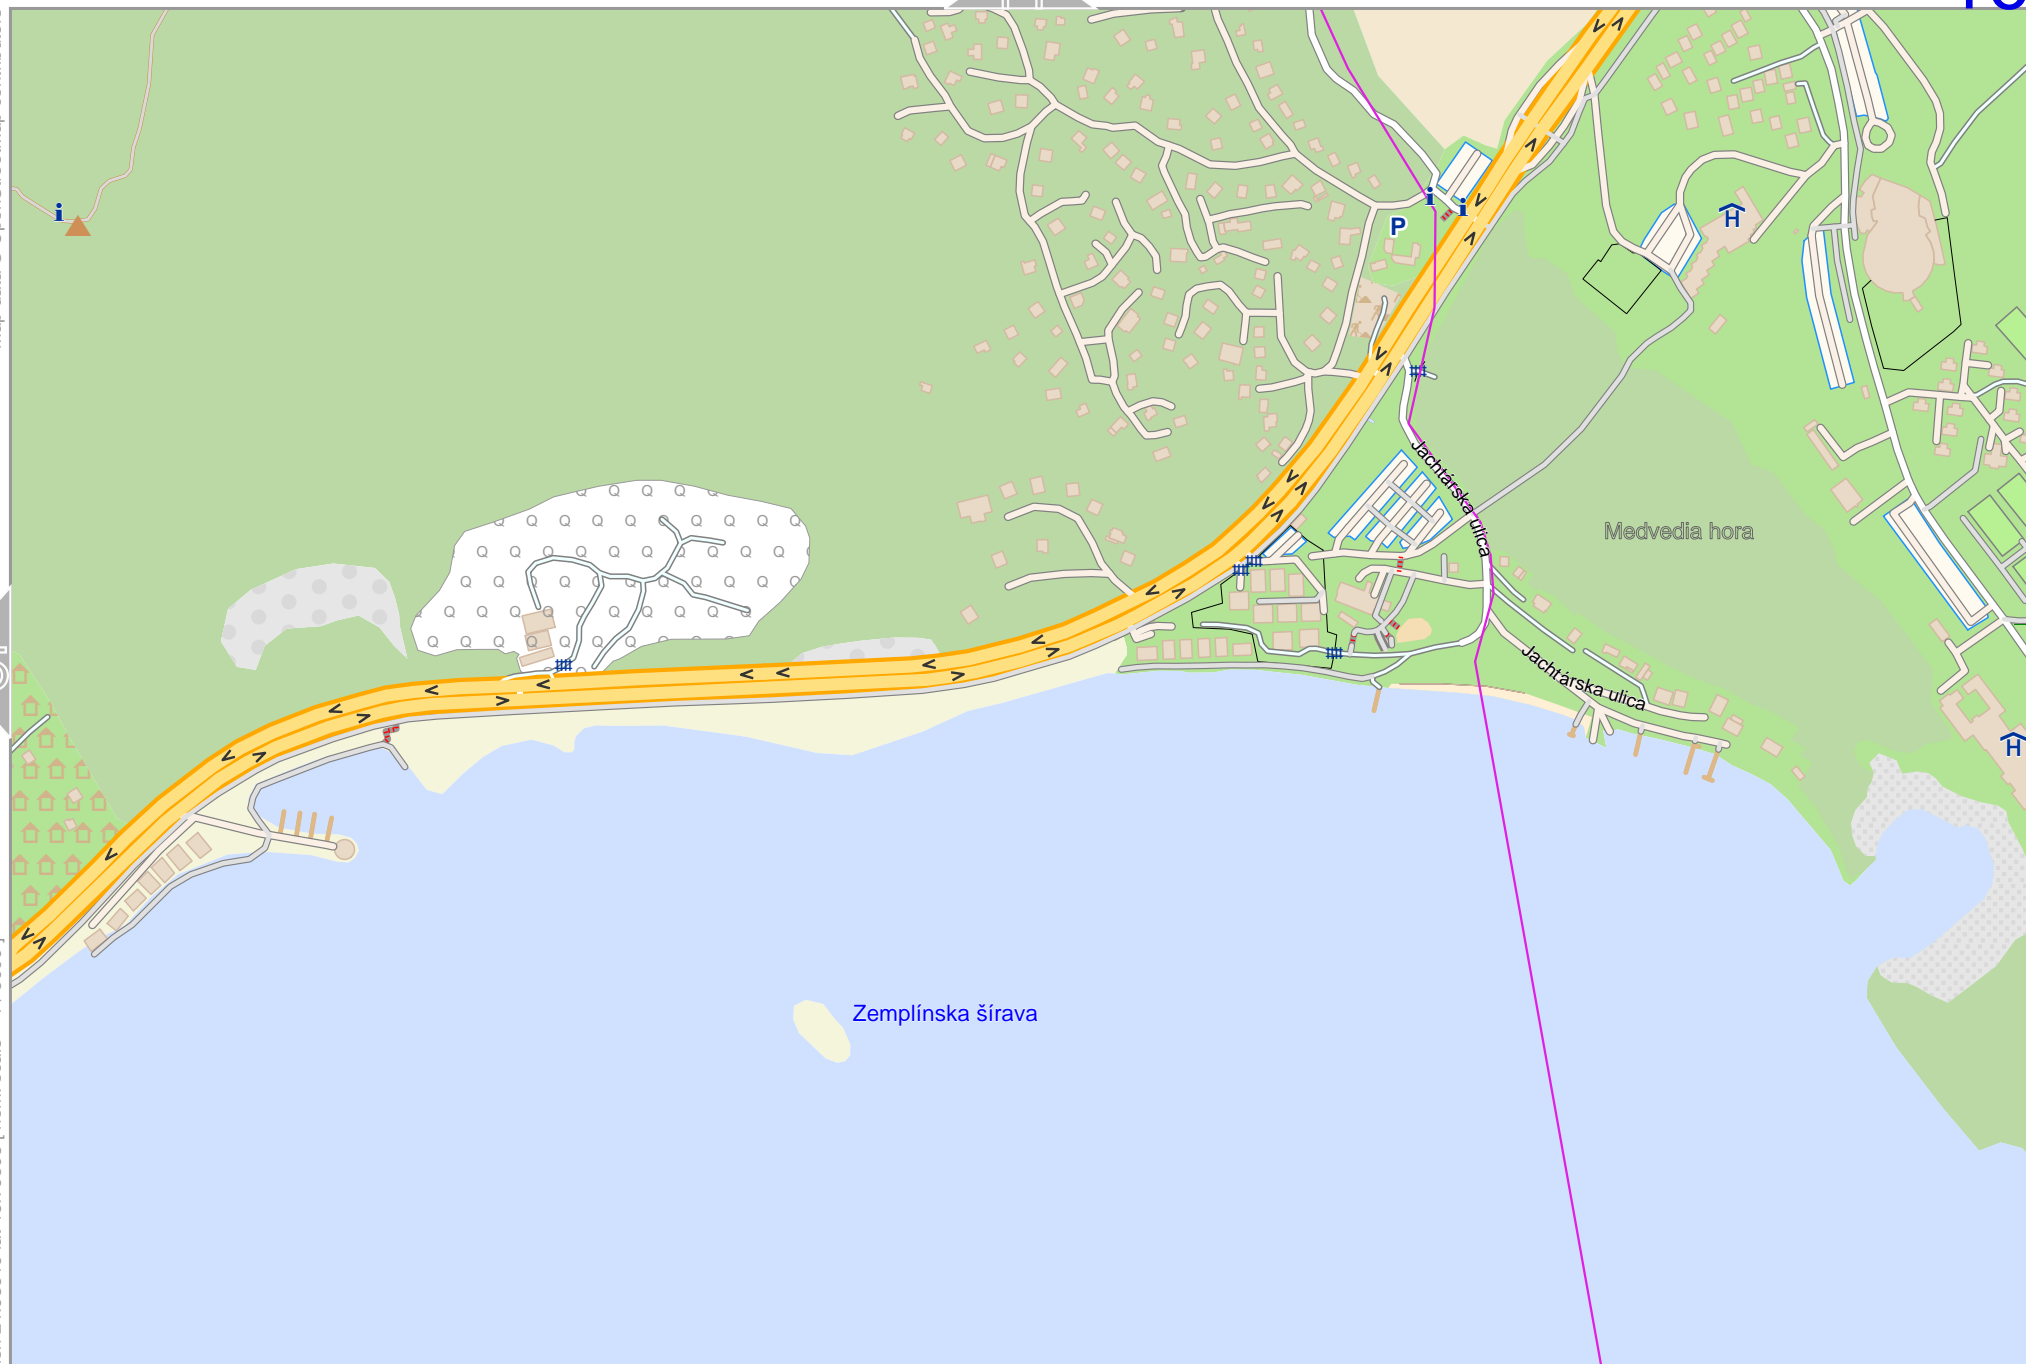 P
H
Jachtárska ulica
Medvedia hora
Jachtárska ulica
H
Zemplínska šírava